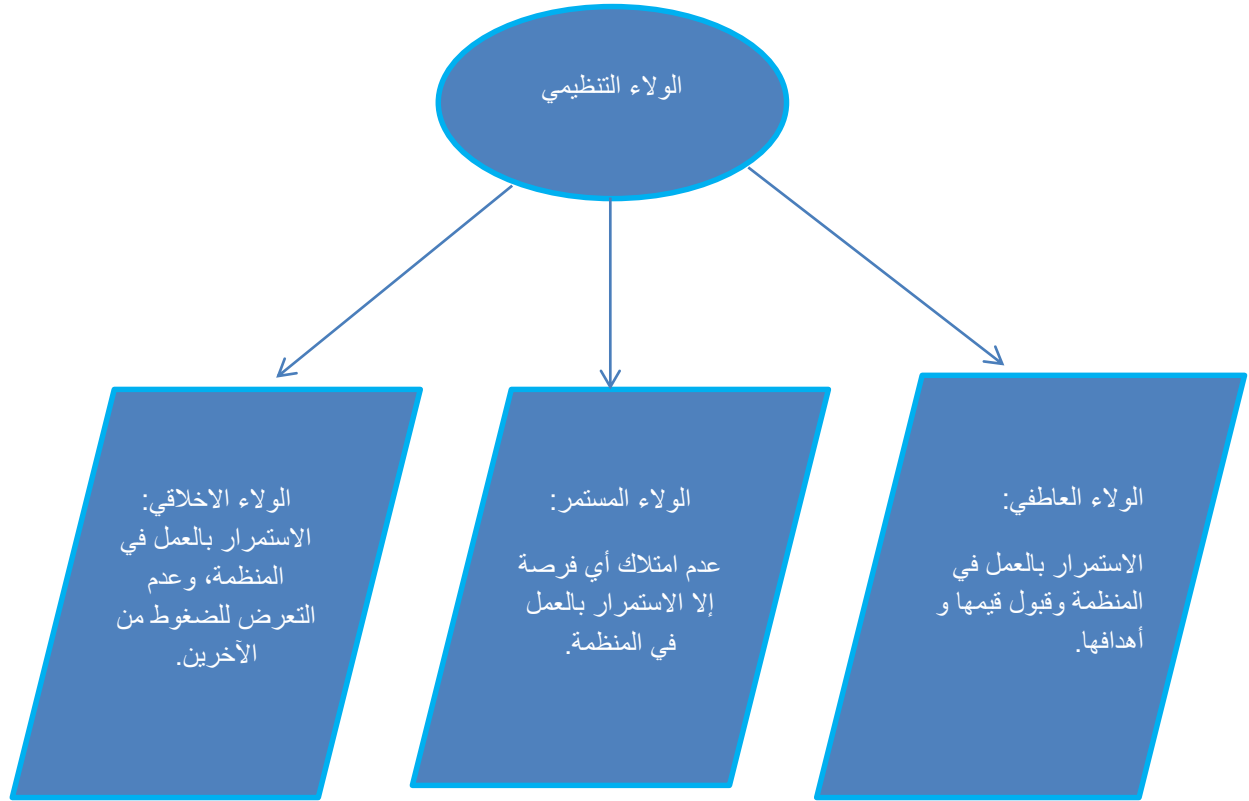 الولاء التنظيمي
الولاء العاطفي:
الاستمرار بالعمل في
المنظمة وقبول قيمها و
أهدافها.
الولاء المستمر:
عدم امتلاك أي فرصة
إلا الاستمرار بالعمل
في المنظمة.
الولاء الاخلاقي:
الاستمرار بالعمل في
المنظمة، وعدم
التعرض للضغوط من
الآخرين.